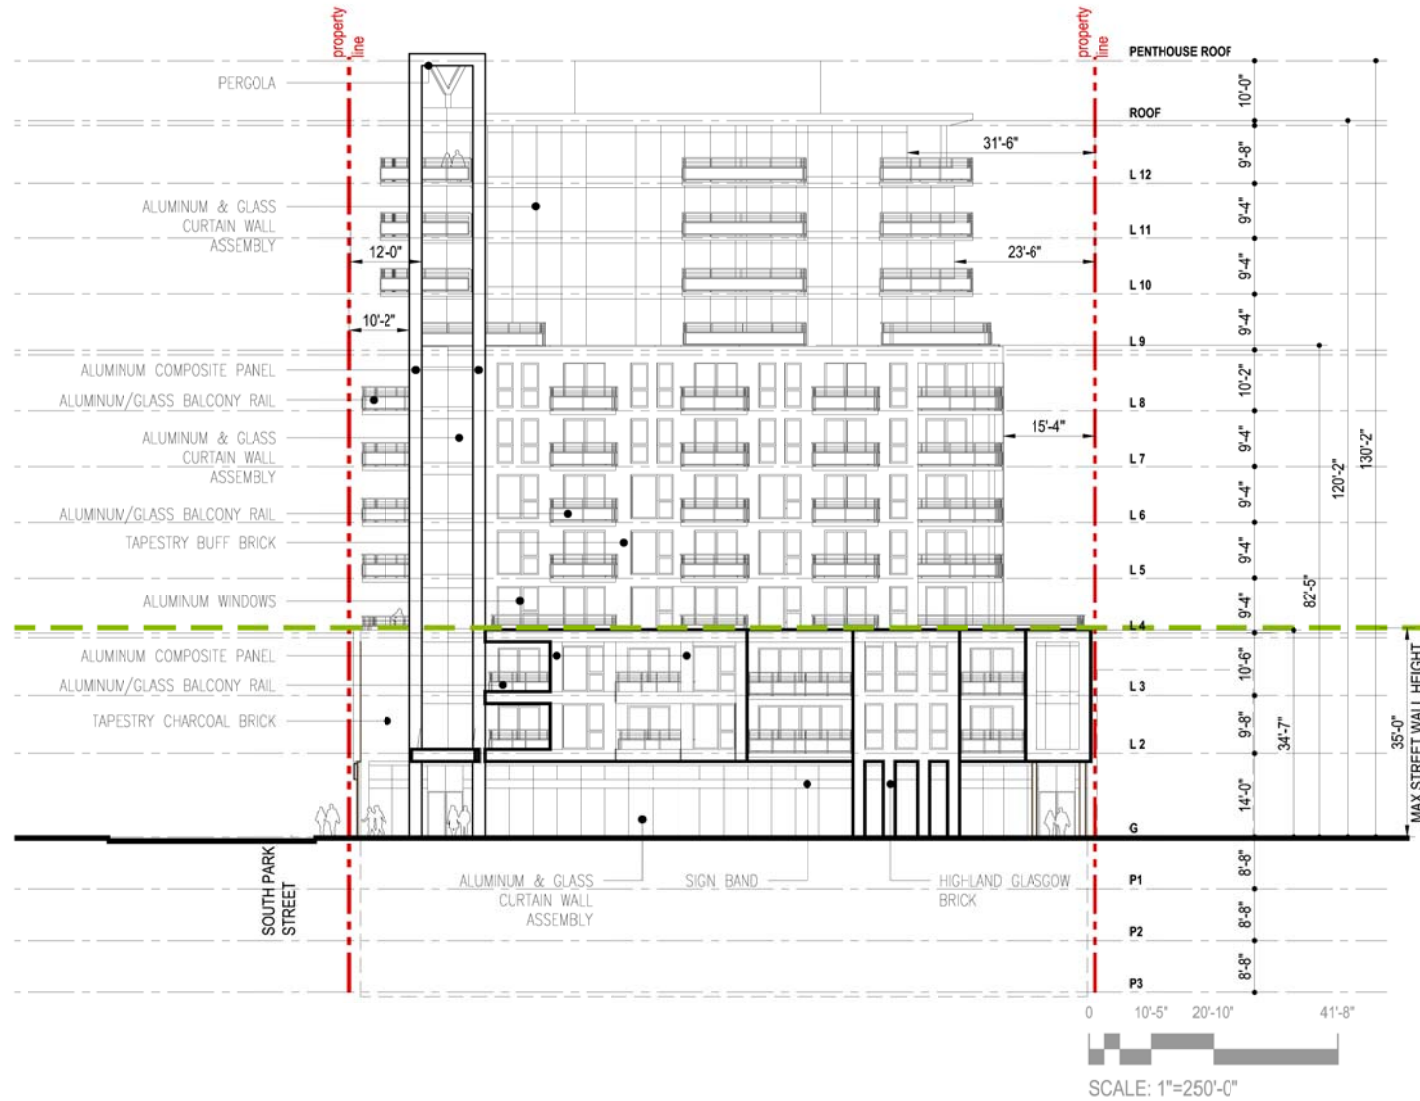 property
line
property
line
PENTHOUSE ROOF
PERGOLA
10'-0"
ROOF
31'-6"
9'-8"
L 12
ALUMINUM & GLASS
CURTAIN WALL
ASSEMBLY
9'-4"
L 11
12'-0"
23'-6"
9'-4"
L 10
10'-2"
9'-4"
L 9
ALUMINUM COMPOSITE PANEL
10'-2"
ALUMINUM/GLASS BALCONY RAIL
L 8
ALUMINUM & GLASS
CURTAIN WALL
ASSEMBLY
15'-4"
9'-4"
L 7
130'-2"
120'-2"
9'-4"
ALUMINUM/GLASS BALCONY RAIL
L 6
TAPESTRY BUFF BRICK
9'-4"
L 5
ALUMINUM WINDOWS
9'-4"
82'-5"
L 4
ALUMINUM COMPOSITE PANEL
10'-6"
ALUMINUM/GLASS BALCONY RAIL
L 3
TAPESTRY CHARCOAL BRICK
9'-8"
34'-7"
35'-0"
MAX STREET WALL HEIGHT
L 2
14'-0"
G
SOUTH PARK
STREET
ALUMINUM & GLASS
CURTAIN WALL
ASSEMBLY
SIGN BAND
HIGHLAND GLASGOW
BRICK
8'-8"
P1
8'-8"
P2
8'-8"
P3
0 10'-5" 20'-10" 41'-8"
SCALE: 1"=250'-0"